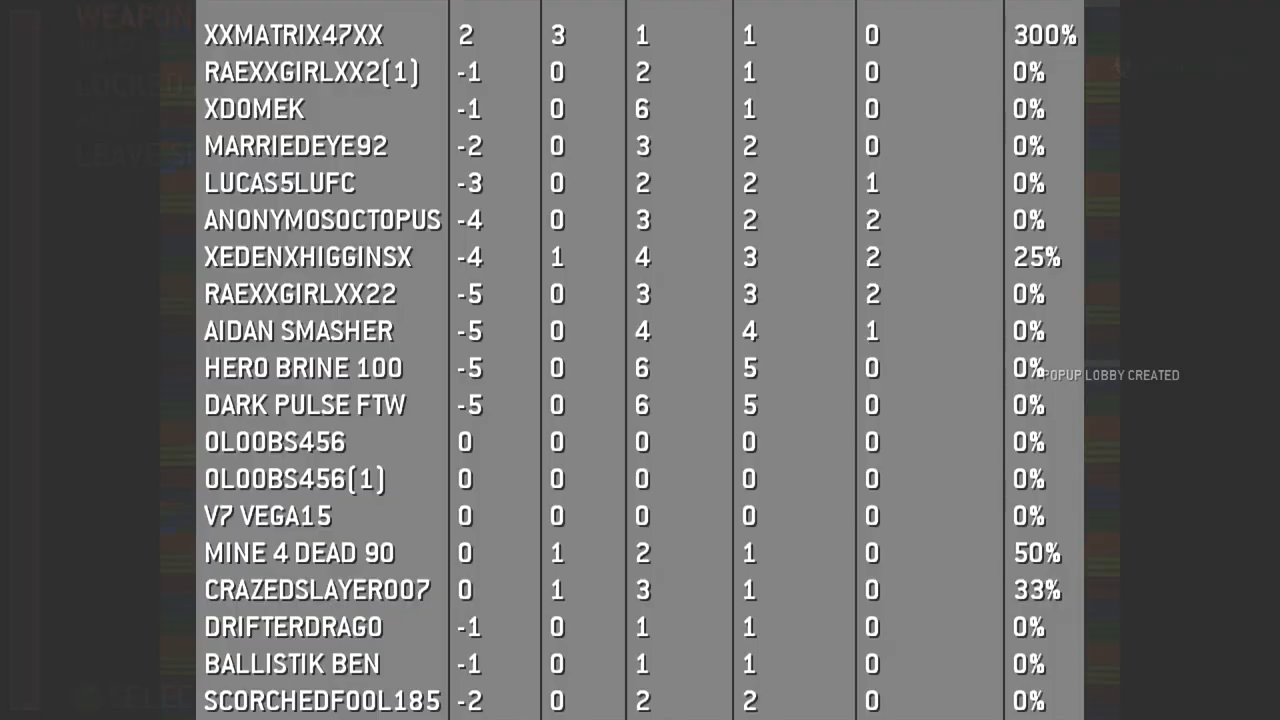 WEAPON
XXMATRIX47XX 2 3 1 1 0 300%
RAEXXGIRLXX2(1) -1 0 2 1 0 0%
XDOMEK -1 0 6 1 0 0%
MARRIEDEYE92 -2 0 3 2 0 0%
LUCAS5LUFC -3 0 2 2 1 0%
ANONYMOSOCTOPUS -4 0 3 2 2 0%
XEDENXHIGGINSX -4 1 4 3 2 25%
RAEXXGIRLXX22 -5 0 3 3 2 0%
AIDAN SMASHER -5 0 4 4 1 0%
HERO BRINE 100 -5 0 6 5 0 0%
POPUP LOBBY CREATED
DARK PULSE FTW -5 0 6 5 0 0%
OLOOBS456 0 0 0 0 0 0%
OLOOBS456(1) 0 0 0 0 0 0%
V7 VEGA15 0 0 0 0 0 0%
MINE 4 DEAD 90 0 1 2 1 0 50%
CRAZEDSLAYER007 0 1 3 1 0 33%
DRIFTERDRAGO -1 0 1 1 0 0%
BALLISTIK BEN -1 0 1 1 0 0%
SCORCHEDFOOL185 -2 0 2 2 0 0%